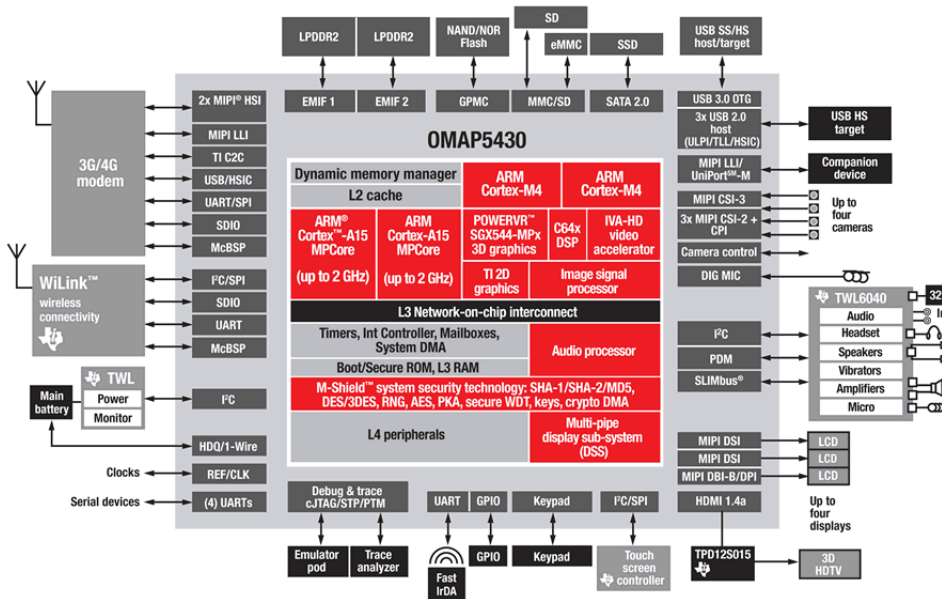 SD
LPDDR2
LPDDR2
NAND/NOR
Flash
eMMC
SSD
USB SS/HS
host/target
EMIF 1
EMIF 2
GPMC
MMC/SD
SATA 2.0
USB 3.0 OTG
3x USB 2.0
host
(ULPI/TLL/HSIC)
USB HS
target
MIPI LLI/
UniPort℠-M
Companion
device
MIPI CSI-3
3x MIPI CSI-2 +
CPI
Up to
four
cameras
Camera control
DIG MIC
3G/4G
modem
2x MIPI® HSI
MIPI LLI
TI C2C
USB/HSIC
UART/SPI
SDIO
McBSP
WiLink™
wireless
connectivity
I²C/SPI
SDIO
UART
McBSP
Main
battery
TWL
Power
Monitor
I²C
HDQ/1-Wire
Clocks
REF/CLK
Serial devices
(4) UARTs
OMAP5430
Dynamic memory manager
L2 cache
ARM
Cortex-M4
ARM
Cortex-M4
ARM®
Cortex™-A15
MPCore
(up to 2 GHz)
ARM
Cortex-A15
MPCore
(up to 2 GHz)
POWERVR™
SGX544-MPx
3D graphics
C64x
DSP
IVA-HD
video
accelerator
TI 2D
graphics
Image signal
processor
L3 Network-on-chip interconnect
Timers, Int Controller, Mailboxes,
System DMA
Boot/Secure ROM, L3 RAM
Audio processor
M-Shield™ system security technology: SHA-1/SHA-2/MD5,
DES/3DES, RNG, AES, PKA, secure WDT, keys, crypto DMA
L4 peripherals
Multi-pipe
display sub-system
(DSS)
I²C
PDM
SLIMbus®
TWL6040
32
Audio
Headset
Speakers
Vibrators
Amplifiers
Micro
MIPI DSI
LCD
MIPI DSI
LCD
MIPI DBI-B/DPI
LCD
HDMI 1.4a
Up to
four
displays
TPD12S015
3D
HDTV
Debug & trace
cJTAG/STP/PTM
UART
GPIO
Keypad
I²C/SPI
Emulator
pod
Trace
analyzer
Fast
IrDA
GPIO
Keypad
Touch
screen
controller